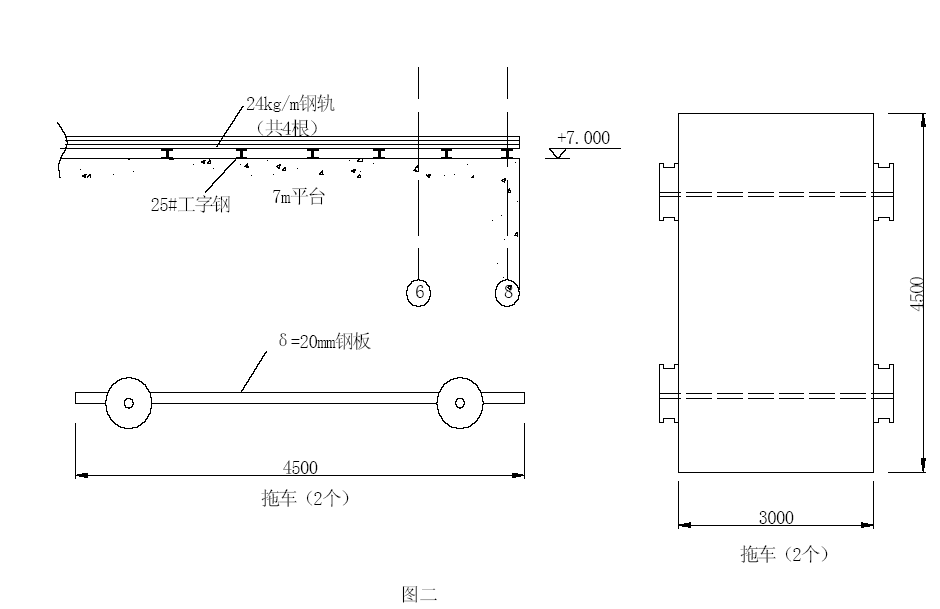 24kg/m钢轨
（共4根）
+7.000
25#工字钢
7m平台
6
8
δ=20mm钢板
4500
拖车（2个）
4500
3000
拖车（2个）
图二